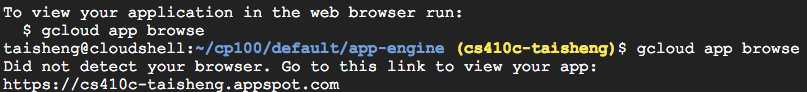 To view your application in the web browser run:
  $ gcloud app browse
taisheng@cloudshell:~/cp100/default/app-engine (cs410c-taisheng)$ gcloud app browse
Did not detect your browser. Go to this link to view your app:
https://cs410c-taisheng.appspot.com